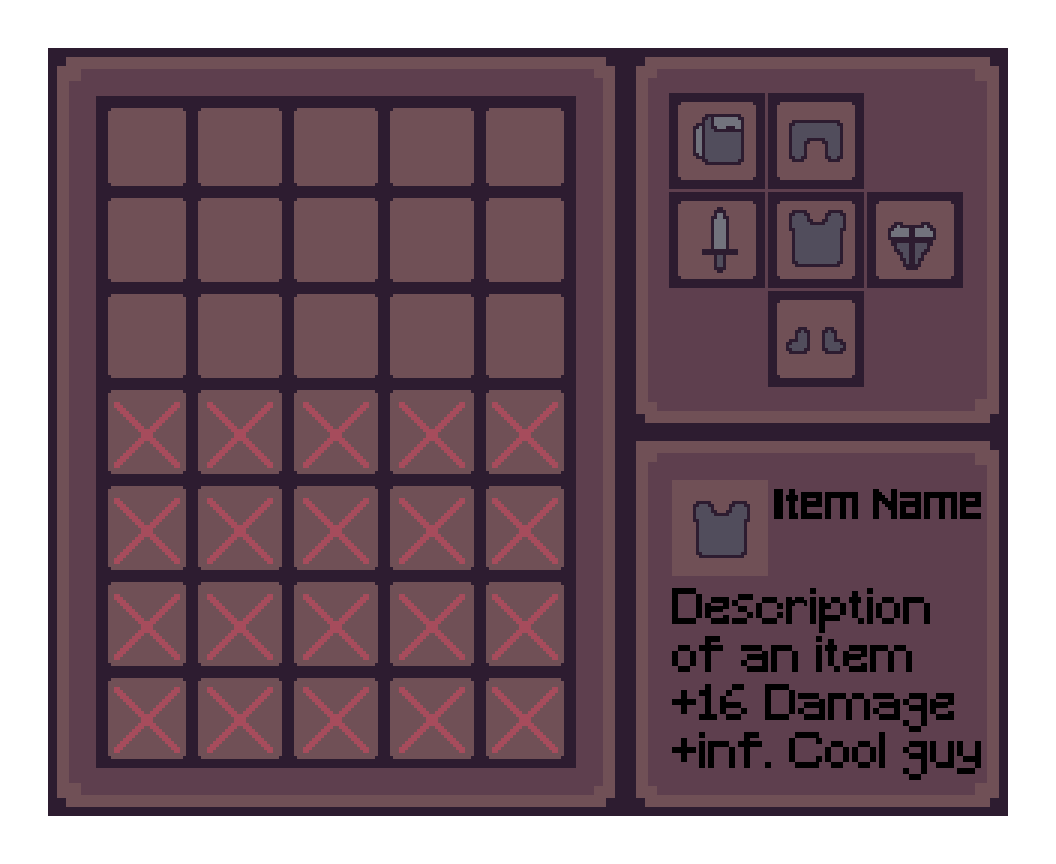 Item Name
Description
of an item
+16 Damage
+inf. Cool guy